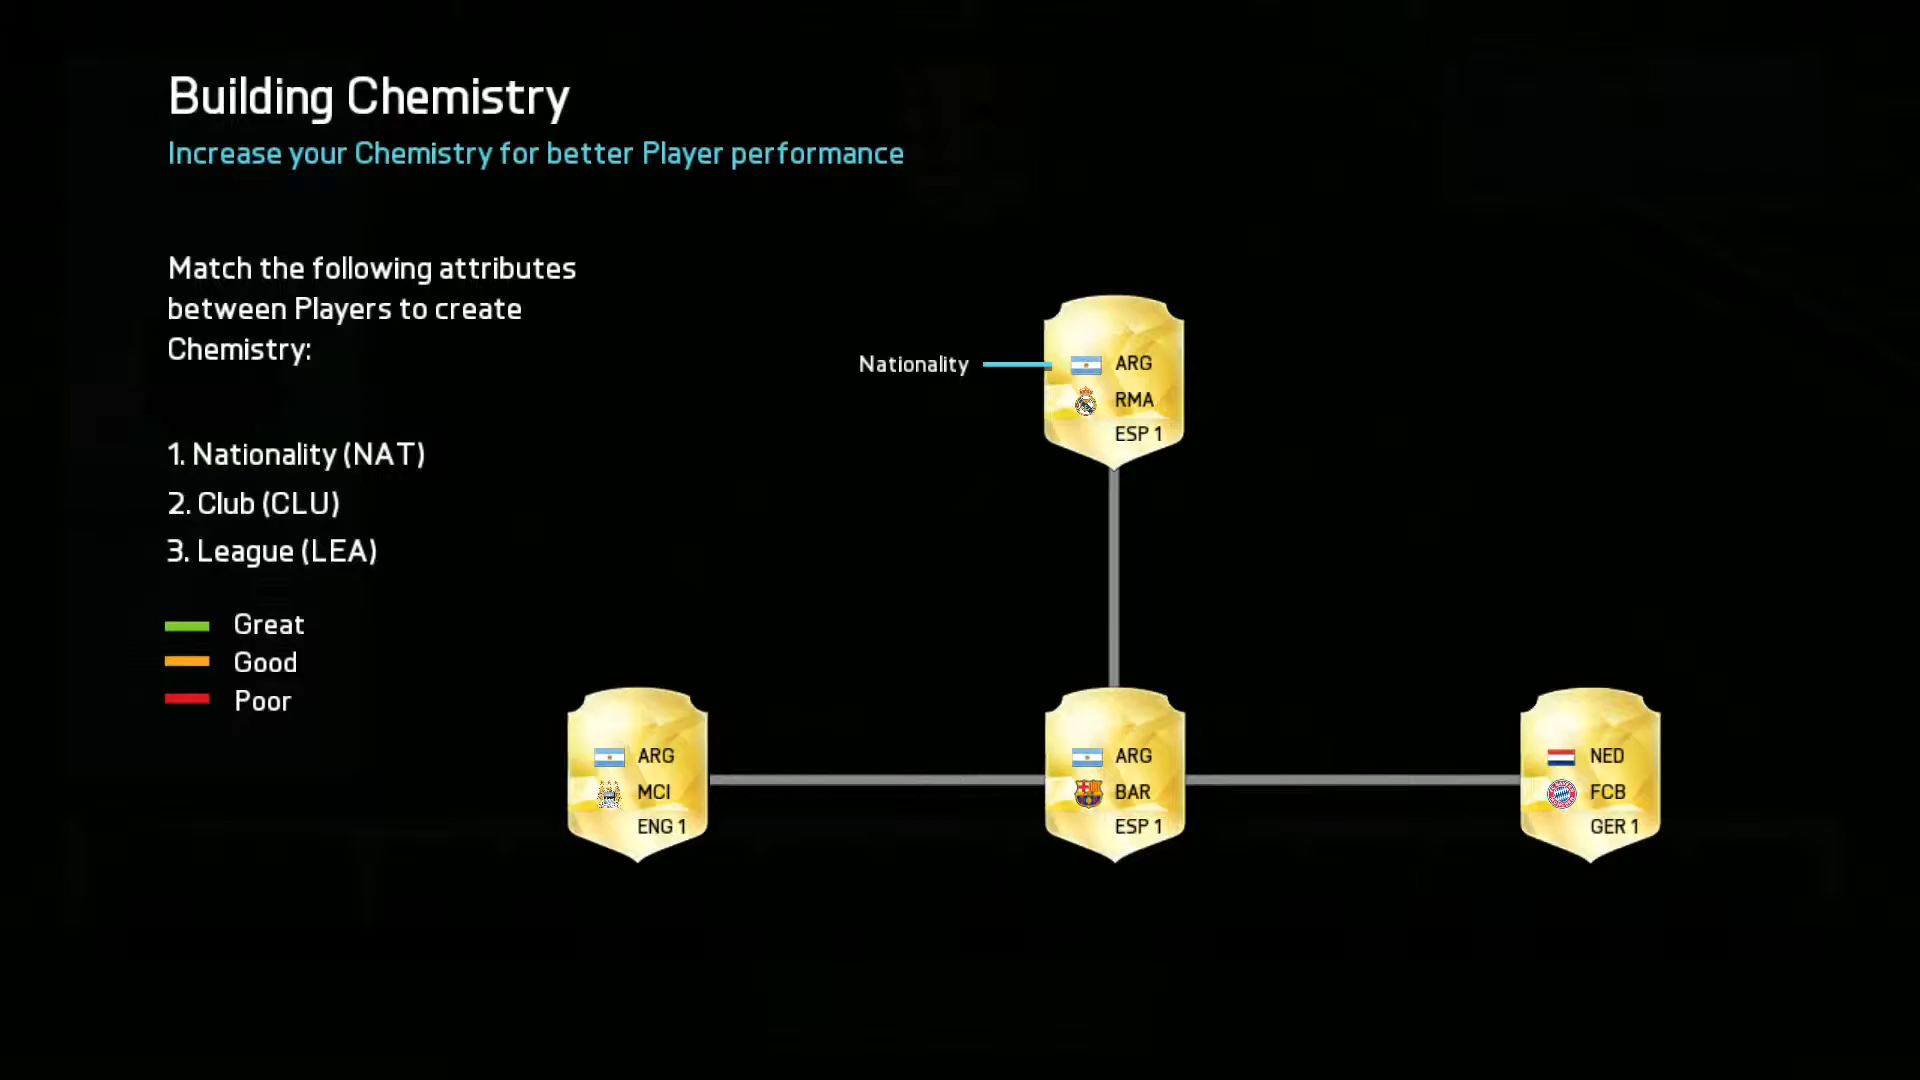 Building Chemistry
Increase your Chemistry for better Player performance
Match the following attributes
between Players to create
Chemistry:
1. Nationality (NAT)
2. Club (CLU)
3. League (LEA)
Great
Good
Poor
Nationality
ARG
RMA
ESP 1
ARG
MCI
ENG 1
ARG
BAR
ESP 1
NED
FCB
GER 1